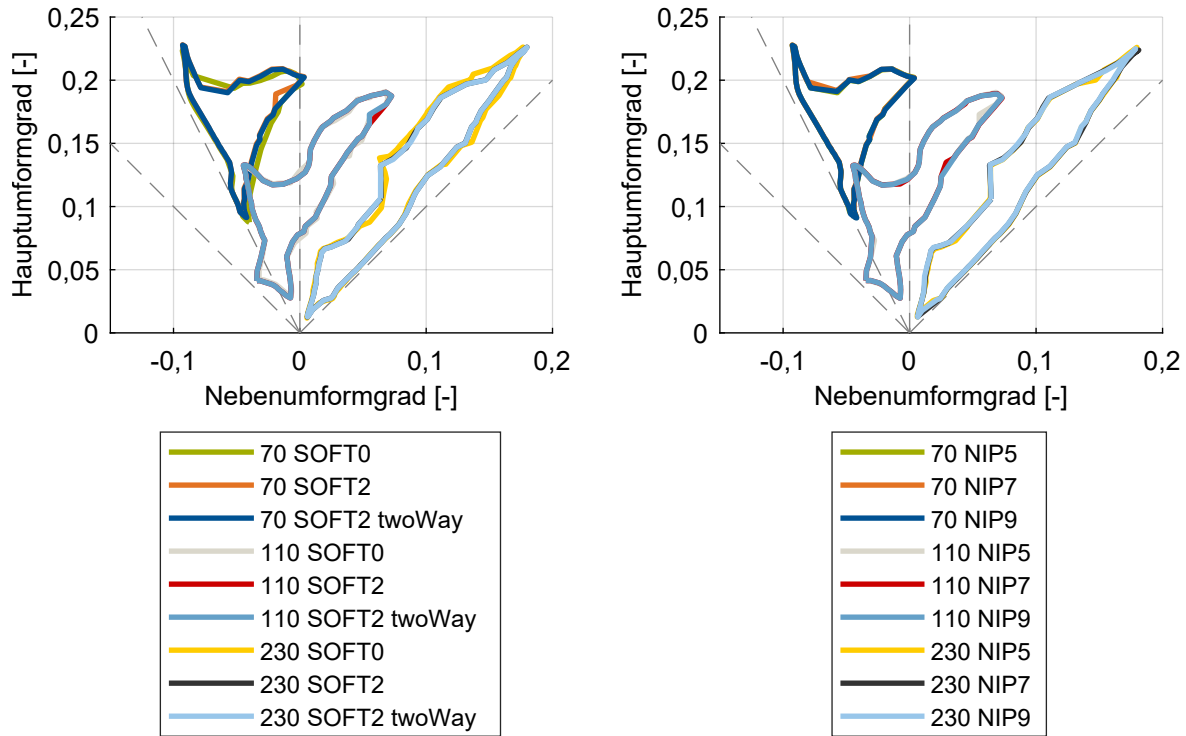 0,25
0,2
0,15
0,1
0,05
0
Hauptumformgrad [-]
-0,1 0 0,1 0,2
Nebenumformgrad [-]
70 SOFT0
70 SOFT2
70 SOFT2 twoWay
110 SOFT0
110 SOFT2
110 SOFT2 twoWay
230 SOFT0
230 SOFT2
230 SOFT2 twoWay
0,25
0,2
0,15
0,1
0,05
0
Hauptumformgrad [-]
-0,1 0 0,1 0,2
Nebenumformgrad [-]
70 NIP5
70 NIP7
70 NIP9
110 NIP5
110 NIP7
110 NIP9
230 NIP5
230 NIP7
230 NIP9